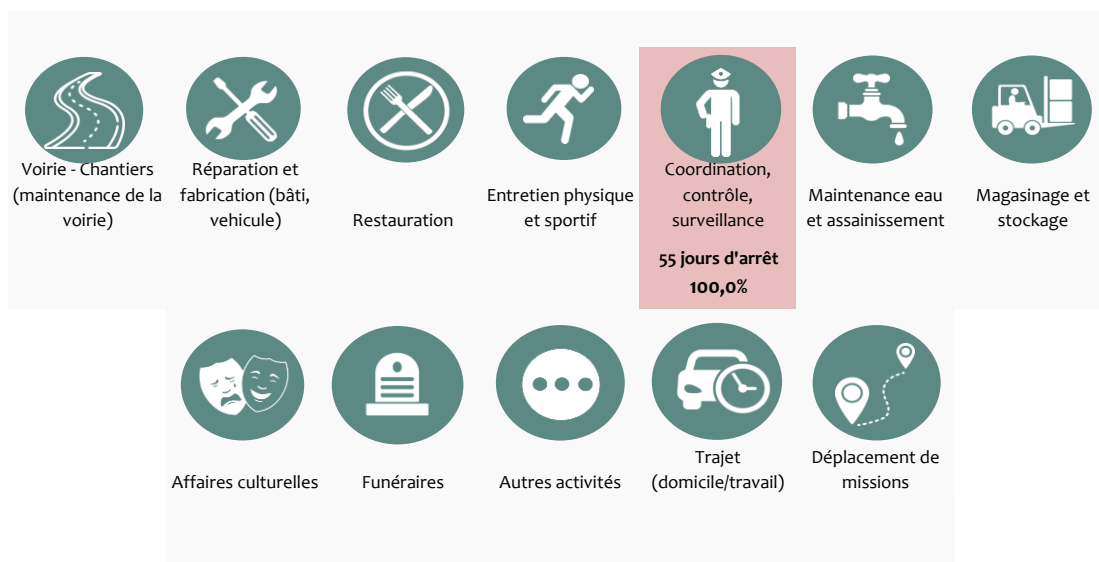 Voirie - Chantiers
(maintenance de la
voirie)
Réparation et
fabrication (bâti,
vehicule)
Restauration
Entretien physique
et sportif
Coordination,
contrôle,
surveillance
55 jours d'arrêt
100,0%
Maintenance eau
et assainissement
Magasinage et
stockage
Affaires culturelles
Funéraires
Autres activités
Trajet
(domicile/travail)
Déplacement de
missions